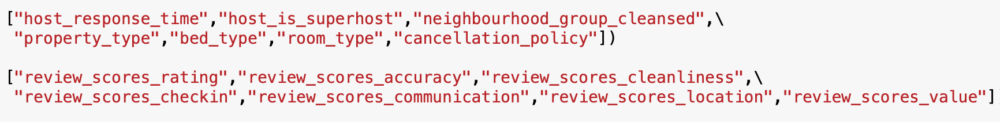 ["host_response_time","host_is_superhost","neighbourhood_group_cleansed",\
"property_type","bed_type","room_type","cancellation_policy"])
["review_scores_rating","review_scores_accuracy","review_scores_cleanliness",\
"review_scores_checkin","review_scores_communication","review_scores_location","review_scores_value"]